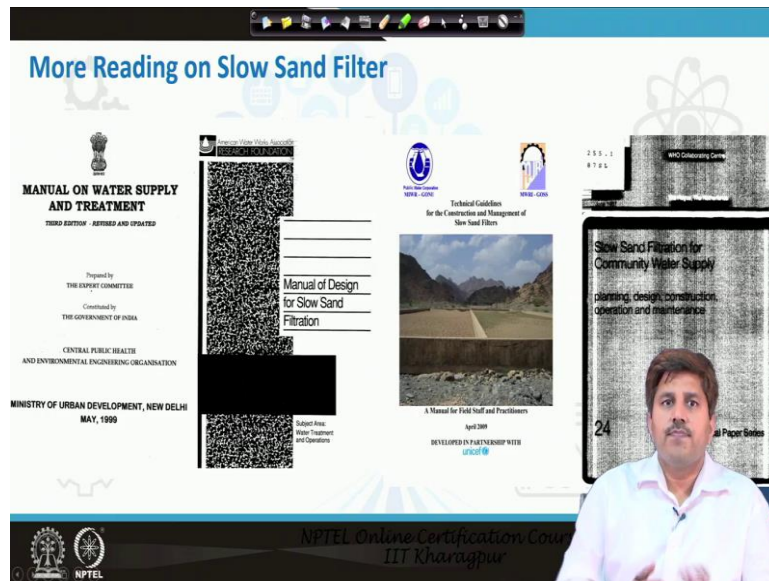 More Reading on Slow Sand Filter
MANUAL ON WATER SUPPLY
AND TREATMENT
THIRD EDITION - REVISED AND UPDATED
Prepared by
THE EXPERT COMMITTEE
Constituted by
THE GOVERNMENT OF INDIA
CENTRAL PUBLIC HEALTH
AND ENVIRONMENTAL ENGINEERING ORGANISATION
MINISTRY OF URBAN DEVELOPMENT, NEW DELHI
MAY, 1999
American Water Works Association
RESEARCH FOUNDATION
Manual of Design
for Slow Sand
Filtration
Subject Area:
Water Treatment
and Operations
Public Water Corporation
MIWR - GONU
MWRI - GOSS
Technical Guidelines
for the Construction and Management of
Slow Sand Filters
A Manual for Field Staff and Practitioners
April 2009
DEVELOPED IN PARTNERSHIP WITH
unicef
WHO Collaborating Centre
Slow Sand Filtration for
Community Water Supply
planning, design, construction,
operation and maintenance
24
al Paper Series
NPTEL Online Certification Cour
IIT Kharagpur
NPTEL